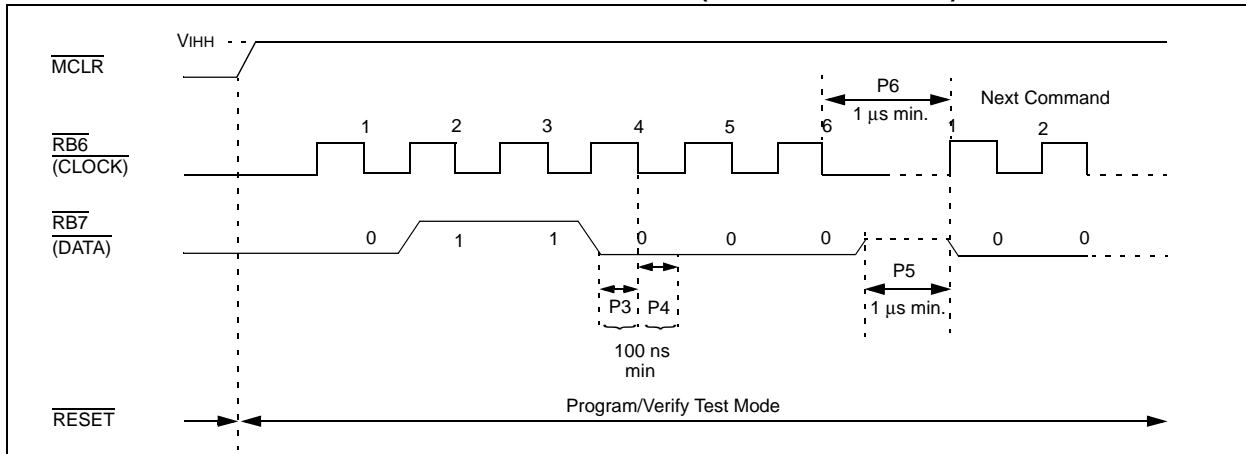 VIHH
MCLR
P6
1 µs min.
Next Command
1 2 3 4 5 6 1 2
RB6
(CLOCK)
RB7
(DATA)
0 1 1 0 0 0 0 0
P5
1 µs min.
P3 P4
100 ns
min
RESET
Program/Verify Test Mode